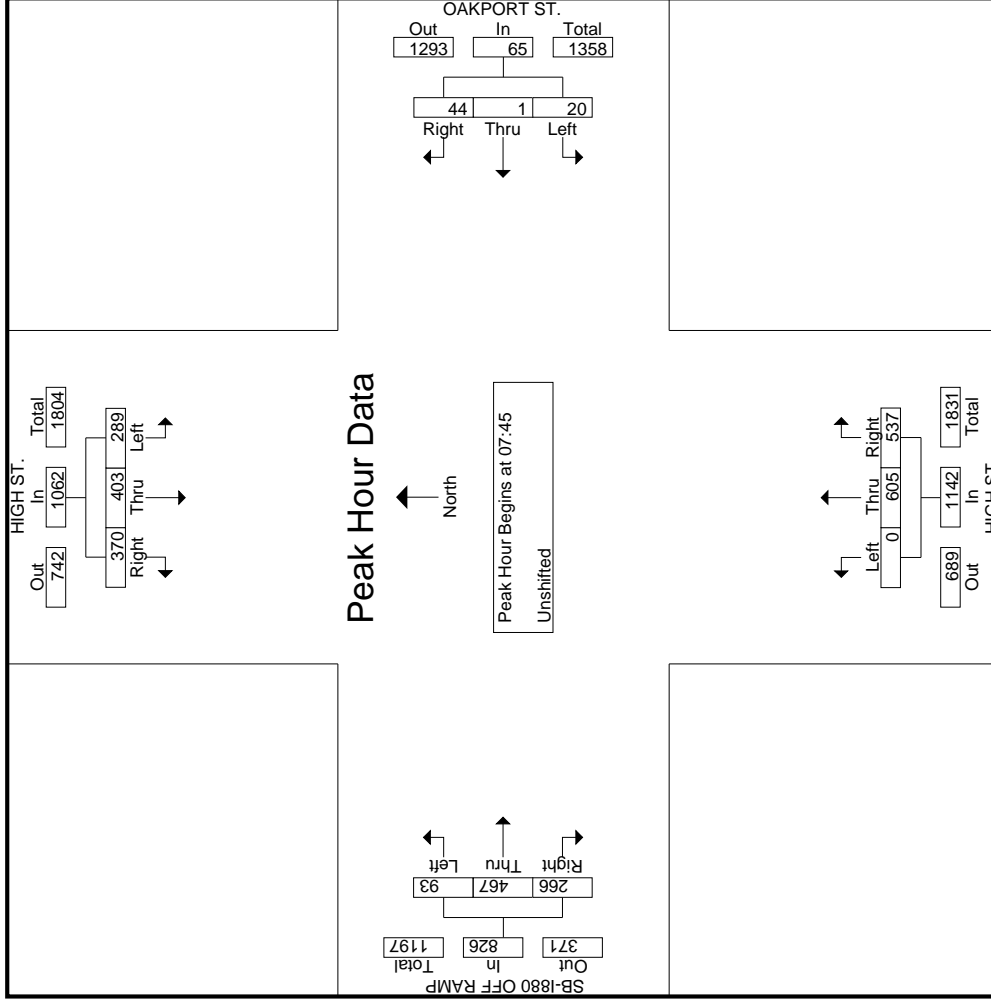 OAKPORT ST.
Out In Total
1293 65 1358
44 1 20
Right Thru Left
HIGH ST.
Out In Total
742 1062 1804
370 403 289
Right Thru Left
Peak Hour Data
North
Peak Hour Begins at 07:45
Unshifted
Left Thru Right
0 605 537
689 1142 1831
Out In Total
HIGH ST.
Left Thru Right
93 467 266
1197 826 371
Total In Out
SB-I880 OFF RAMP